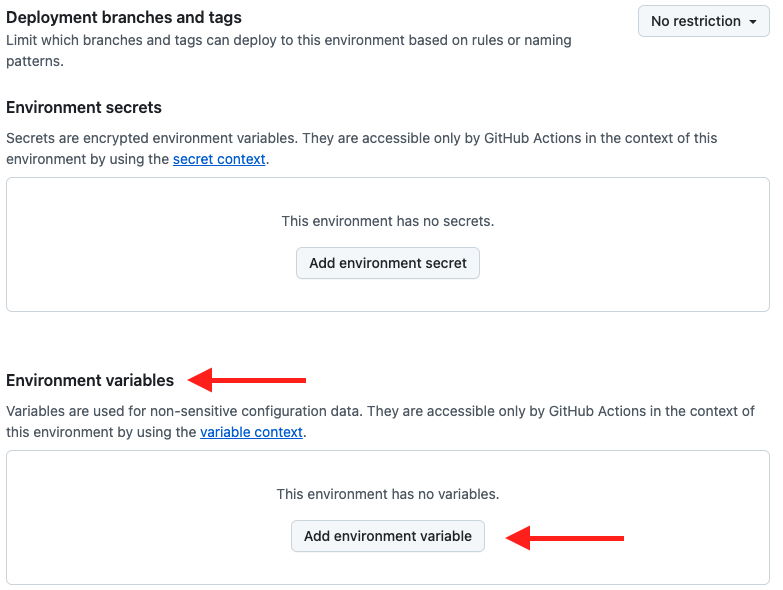 Deployment branches and tags
No restriction
Limit which branches and tags can deploy to this environment based on rules or naming
patterns.
Environment secrets
Secrets are encrypted environment variables. They are accessible only by GitHub Actions in the context of this
environment by using the secret context.
This environment has no secrets.
Add environment secret
Environment variables
Variables are used for non-sensitive configuration data. They are accessible only by GitHub Actions in the context of
this environment by using the variable context.
This environment has no variables.
Add environment variable